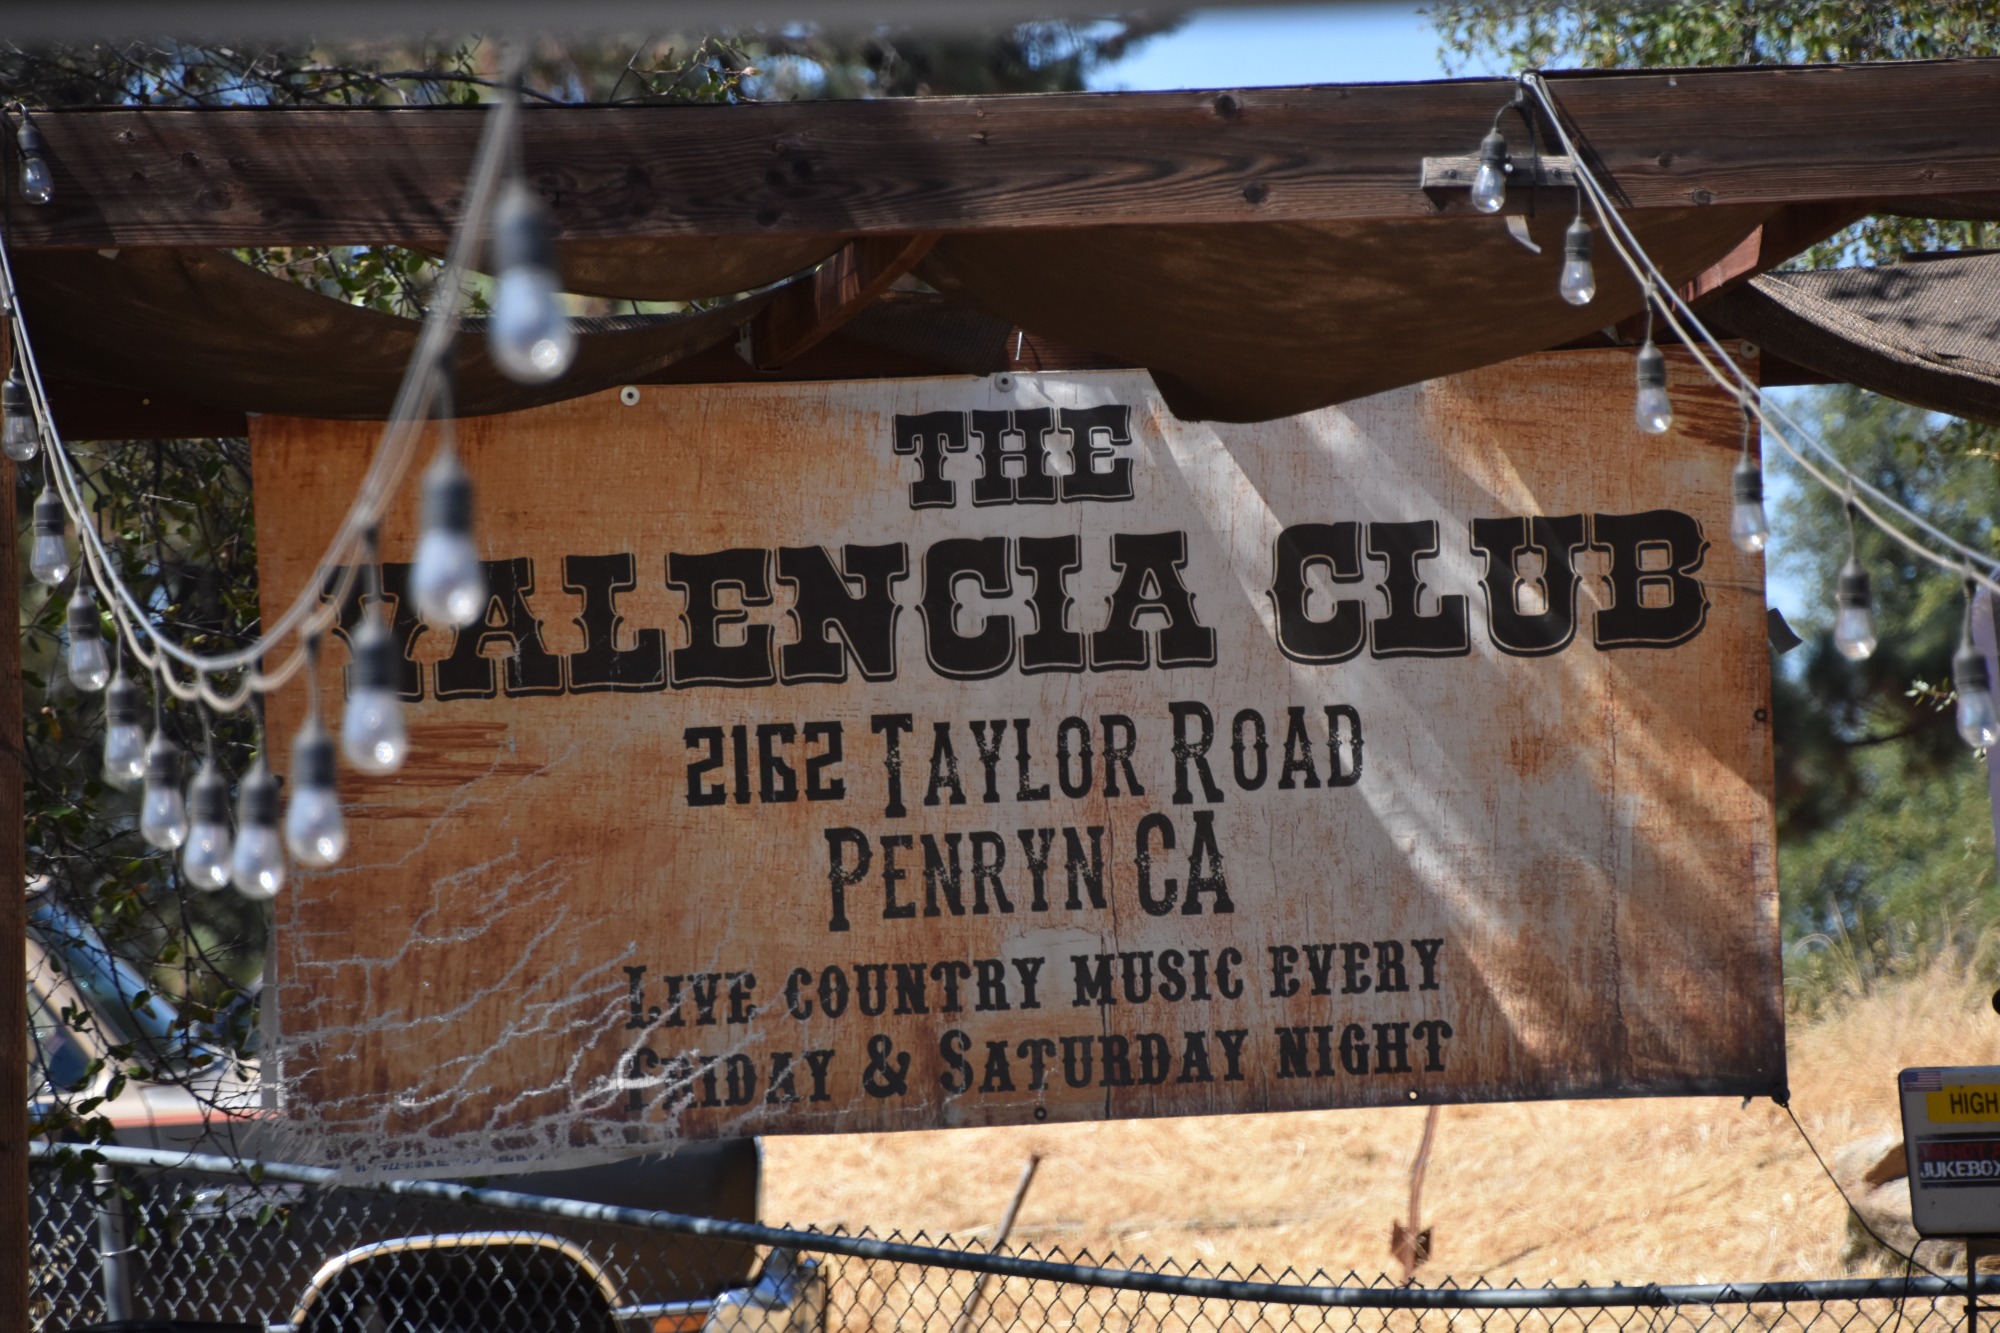 THE
VALENCIA CLUB
2162 TAYLOR ROAD
PENRYN CA
LIVE COUNTRY MUSIC EVERY
FRIDAY & SATURDAY NIGHT
HIGH
JUKEBOX